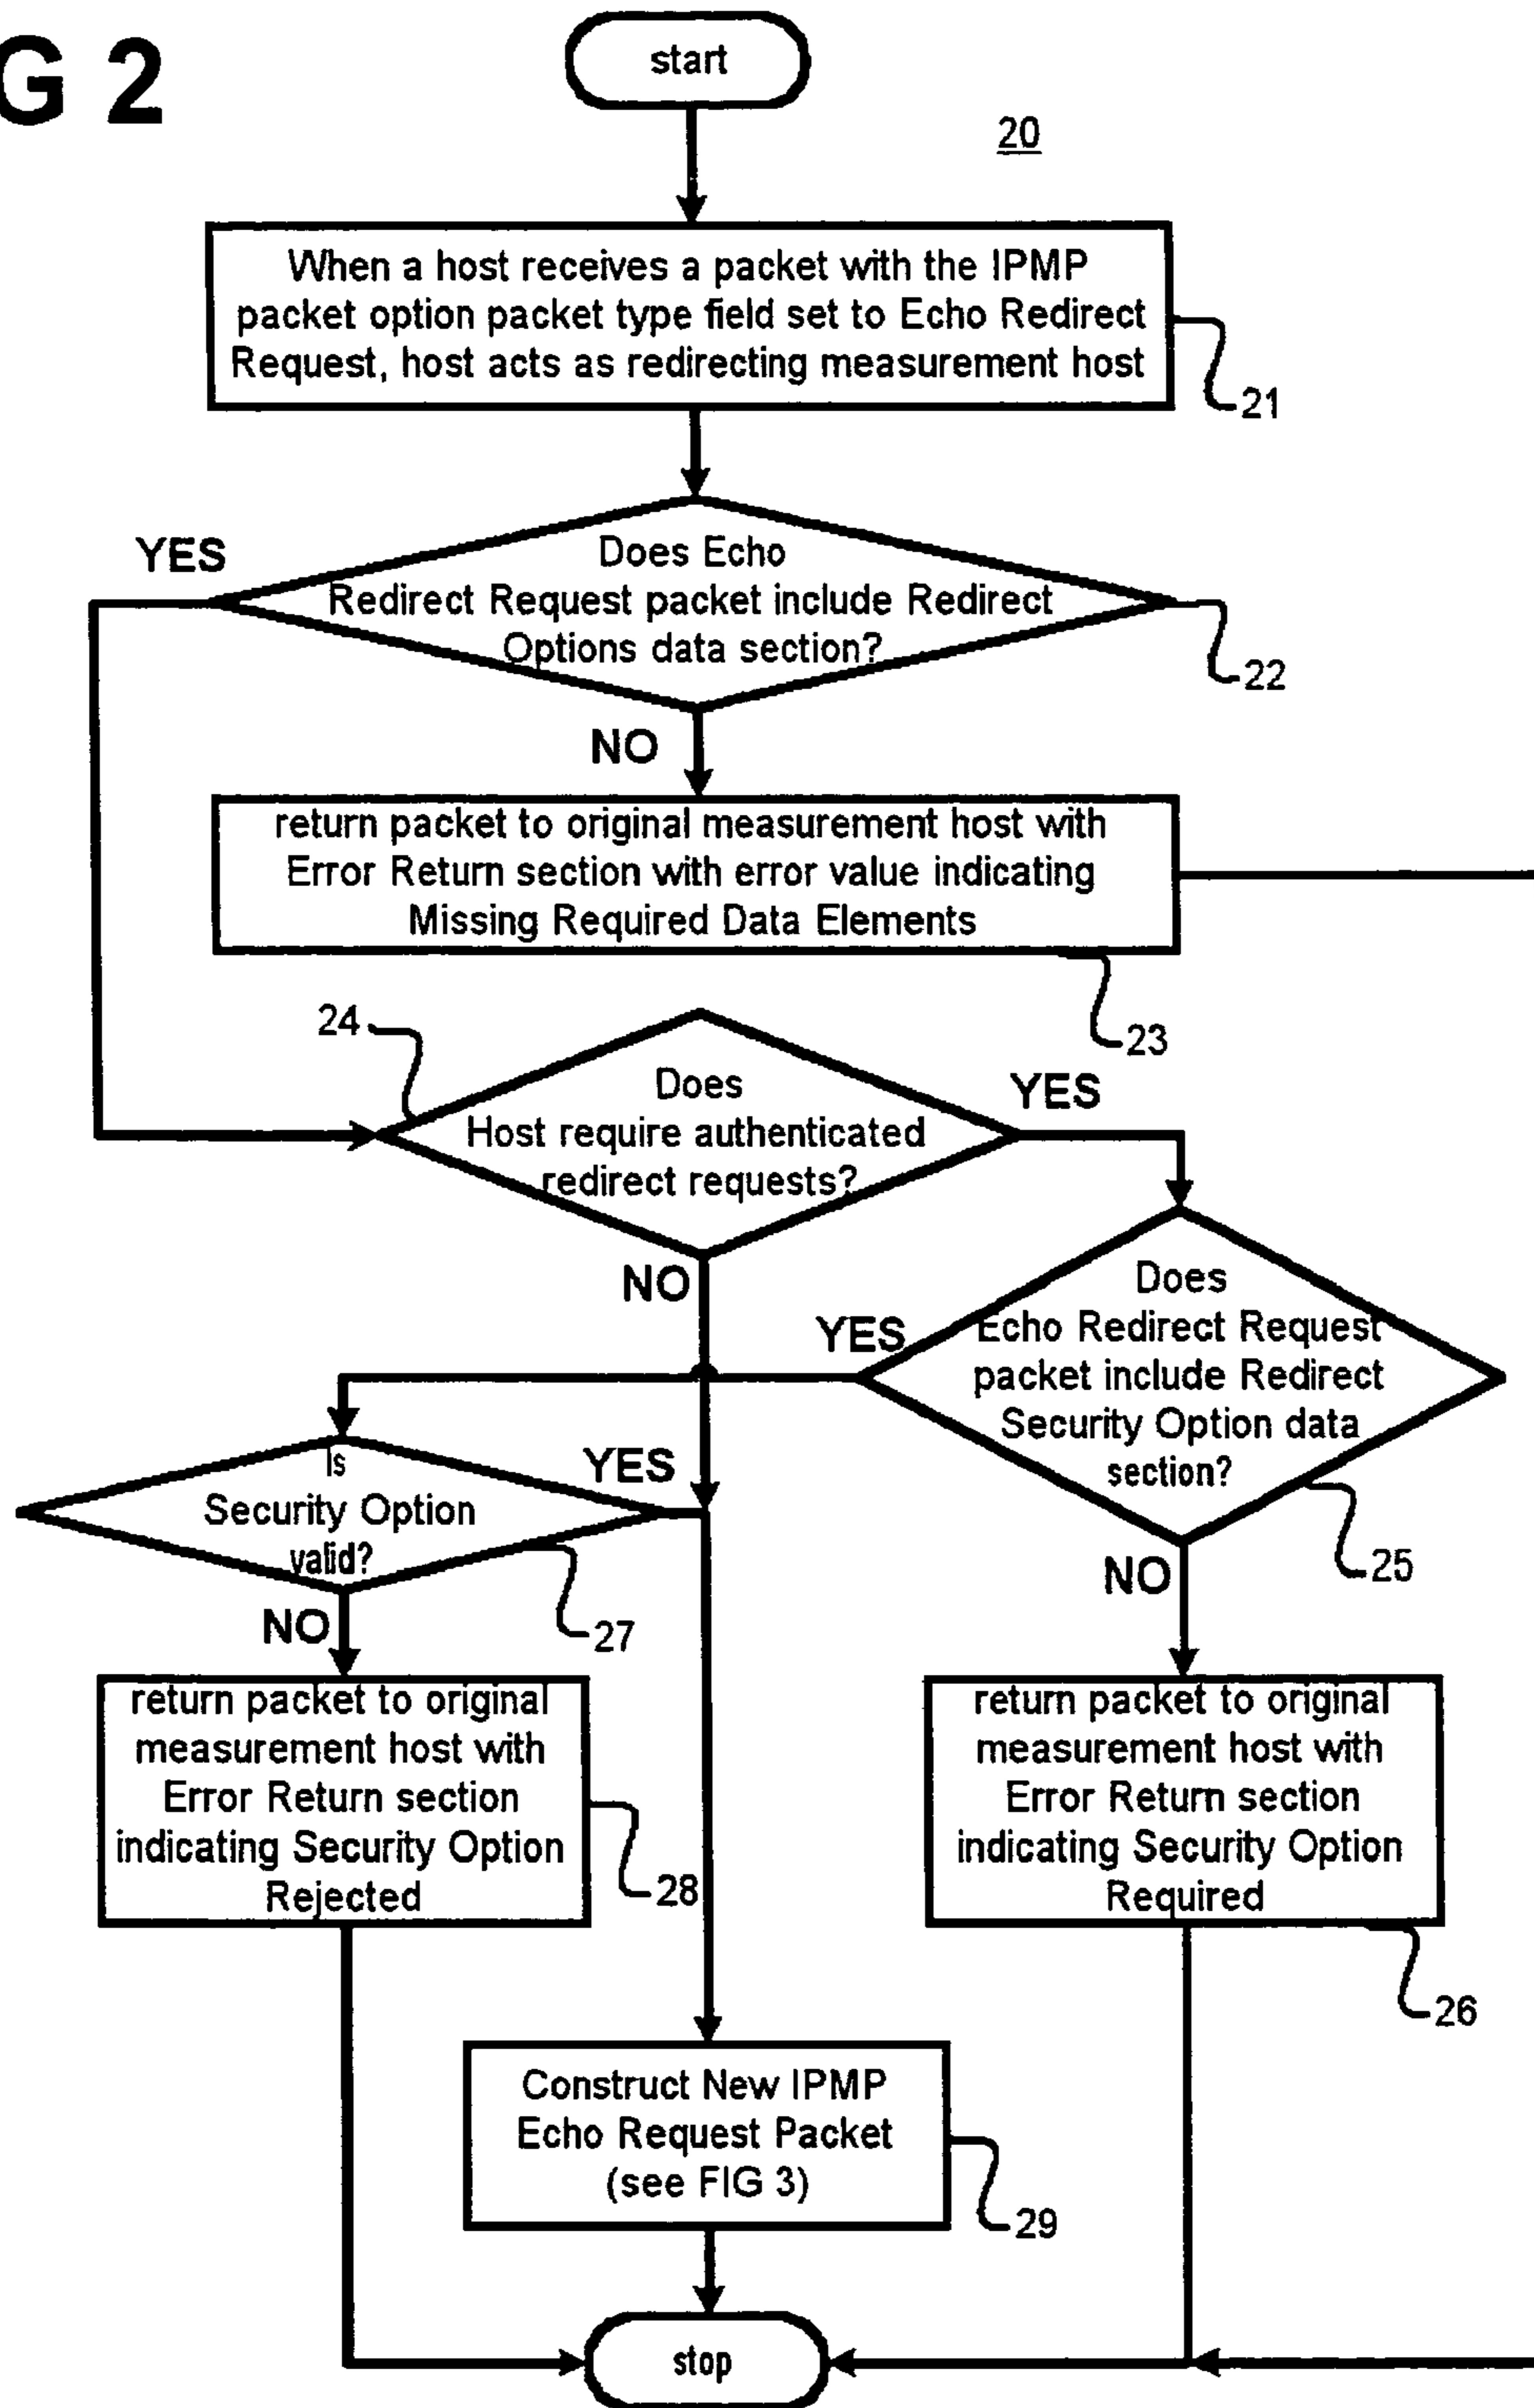 G 2
start
20
When a host receives a packet with the IPMP
packet option packet type field set to Echo Redirect
Request, host acts as redirecting measurement host
21
YES
Does Echo
Redirect Request packet include Redirect
Options data section?
22
NO
return packet to original measurement host with
Error Return section with error value indicating
Missing Required Data Elements
23
24
Does
Host require authenticated
redirect requests?
YES
NO
Does
Echo Redirect Request
packet include Redirect
Security Option data
section?
YES
25
NO
Is
Security Option
valid?
YES
27
NO
return packet to original
measurement host with
Error Return section
indicating Security Option
Rejected
28
return packet to original
measurement host with
Error Return section
indicating Security Option
Required
26
Construct New IPMP
Echo Request Packet
(see FIG 3)
29
stop